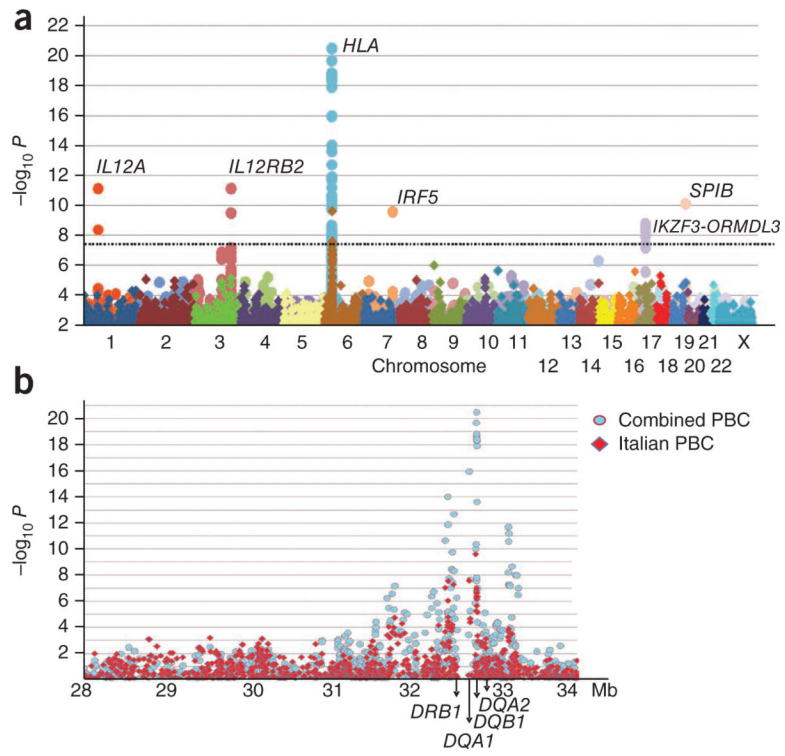 a
22
20
18
16
14
12
10
8
6
4
2
–log10 P
HLA
IL12A
IL12RB2
IRF5
SPIB
IKZF3-ORMDL3
1 2 3 4 5 6 7 8 9 10 11 13 15 17 19 21 X
Chromosome 12 14 16 18 20 22
b
20
18
16
14
12
10
8
6
4
2
–log10 P
Combined PBC
Italian PBC
28 29 30 31 32 33 34 Mb
DRB1 DQA2
DQB1
DQA1